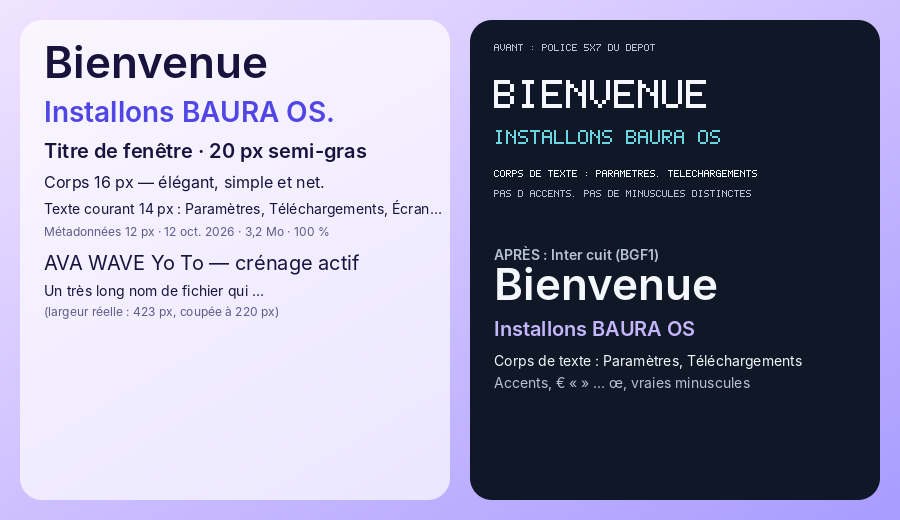 Bienvenue
Installons BAURA OS.
Titre de fenêtre · 20 px semi-gras
Corps 16 px — élégant, simple et net.
Texte courant 14 px : Paramètres, Téléchargements, Écran...
Métadonnées 12 px · 12 oct. 2026 · 3,2 Mo · 100 %
AVA WAVE Yo To — crénage actif
Un très long nom de fichier qui ...
(largeur réelle : 423 px, coupée à 220 px)
AVANT : POLICE 5X7 DU DEPOT
BIENVENUE
INSTALLONS BAURA OS
CORPS DE TEXTE : PARAMETRES. TELECHARGEMENTS
PAS D ACCENTS. PAS DE MINUSCULES DISTINCTES
APRÈS : Inter cuit (BGF1)
Bienvenue
Installons BAURA OS
Corps de texte : Paramètres, Téléchargements
Accents, € « » ... œ, vraies minuscules